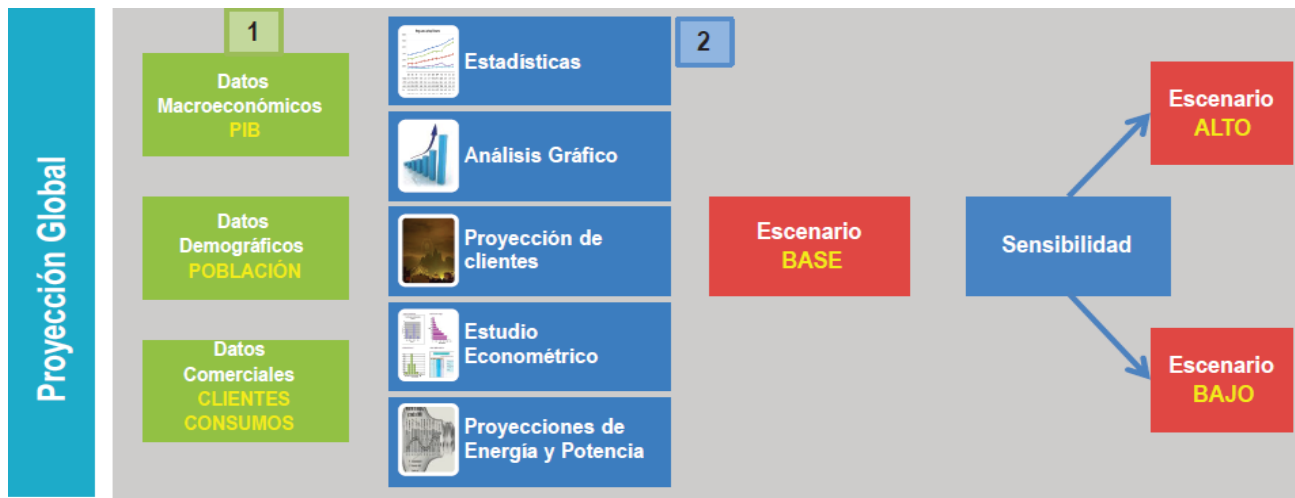 Proyección Global
1
Datos
Macroeconómicos
PIB
Datos
Demográficos
POBLACIÓN
Datos
Comerciales
CLIENTES
CONSUMOS
2
Estadísticas
Análisis Gráfico
Proyección de
clientes
Estudio
Econométrico
Proyecciones de
Energía y Potencia
Escenario
BASE
Sensibilidad
Escenario
ALTO
Escenario
BAJO